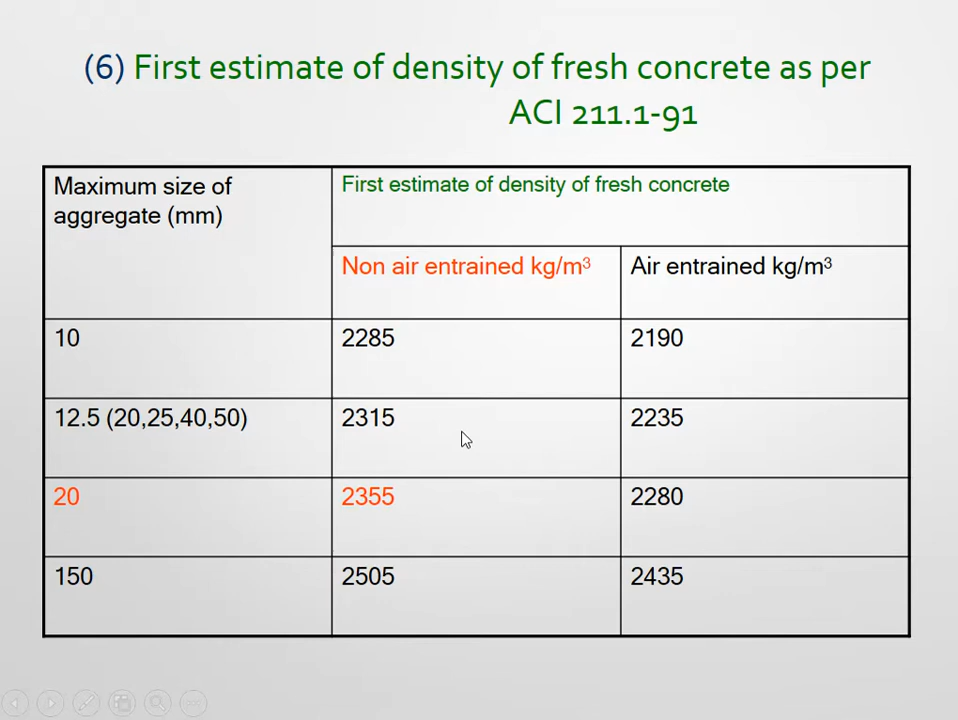 (6) First estimate of density of fresh concrete as per
ACI 211.1-91
Maximum size of
aggregate (mm)
First estimate of density of fresh concrete
Non air entrained kg/m³
Air entrained kg/m³
10
2285
2190
12.5 (20,25,40,50)
2315
2235
20
2355
2280
150
2505
2435